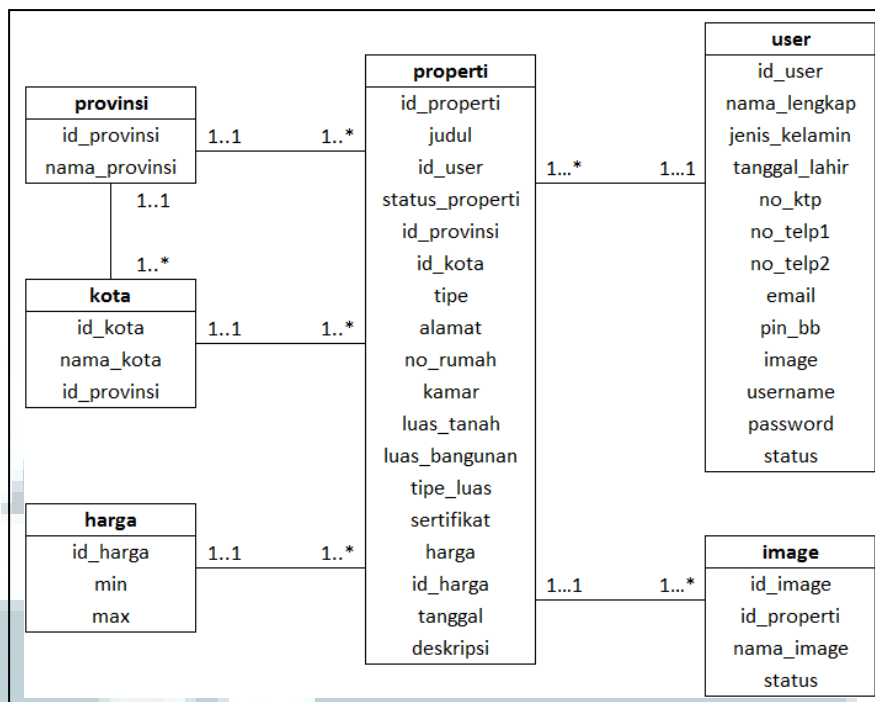 provinsi
id_provinsi
nama_provinsi
1..1
1..*
1..1
1..*
kota
id_kota
nama_kota
id_provinsi
1..1
1..*
harga
id_harga
min
max
1..1
1..*
properti
id_properti
judul
id_user
status_properti
id_provinsi
id_kota
tipe
alamat
no_rumah
kamar
luas_tanah
luas_bangunan
tipe_luas
sertifikat
harga
id_harga
tanggal
deskripsi
1...*
1...1
1...1
1...*
user
id_user
nama_lengkap
jenis_kelamin
tanggal_lahir
no_ktp
no_telp1
no_telp2
email
pin_bb
image
username
password
status
image
id_image
id_properti
nama_image
status